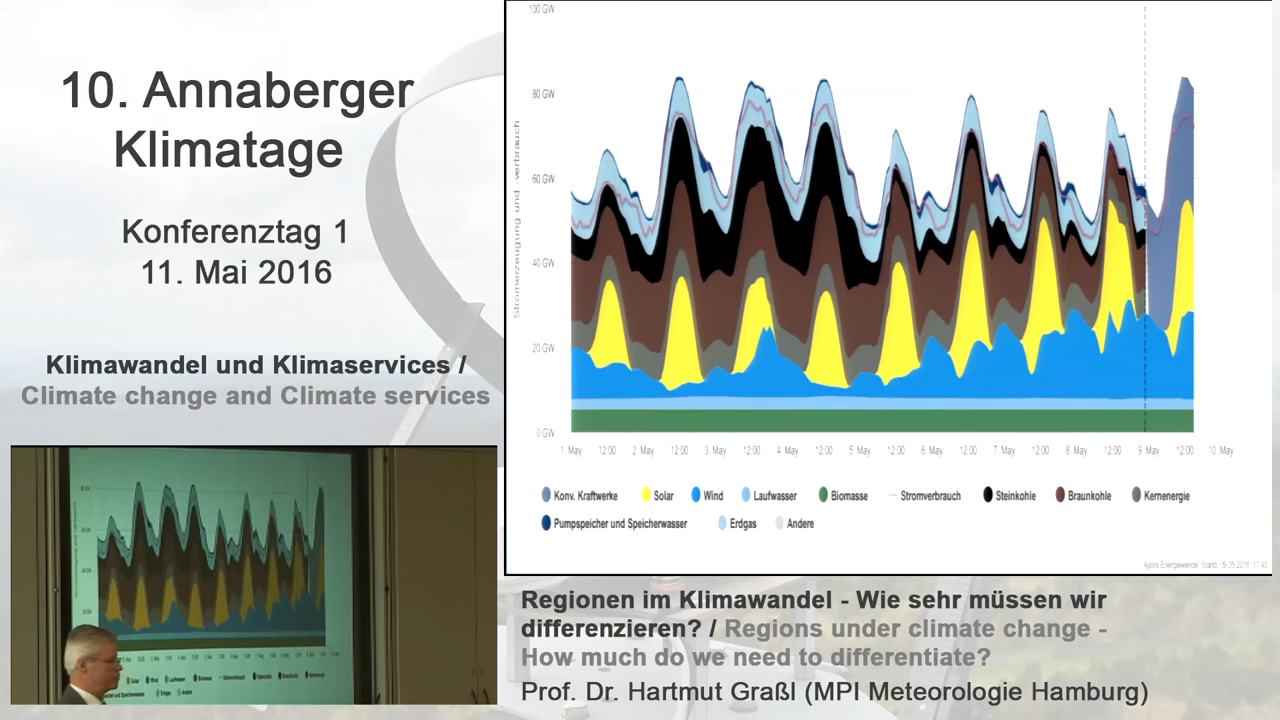 10. Annaberger
Klimatage
Konferenztag 1
11. Mai 2016
Klimawandel und Klimaservices /
Climate change and Climate services
100 GW
80 GW
60 GW
40 GW
20 GW
0 GW
Stromerzeugung und -verbrauch
1. May 12:00 2. May 12:00 3. May 12:00 4. May 12:00 5. May 12:00 6. May 12:00 7. May 12:00 8. May 12:00 9. May 12:00 10. May
Konv. Kraftwerke Solar Wind Laufwasser Biomasse Stromverbrauch Steinkohle Braunkohle Kernenergie
Pumpspeicher und Speicherwasser Erdgas Andere
Agora Energiewende, Stand: 09.05.2016, 17:45
Regionen im Klimawandel - Wie sehr müssen wir
differenzieren? / Regions under climate change -
How much do we need to differentiate?
Prof. Dr. Hartmut Graßl (MPI Meteorologie Hamburg)